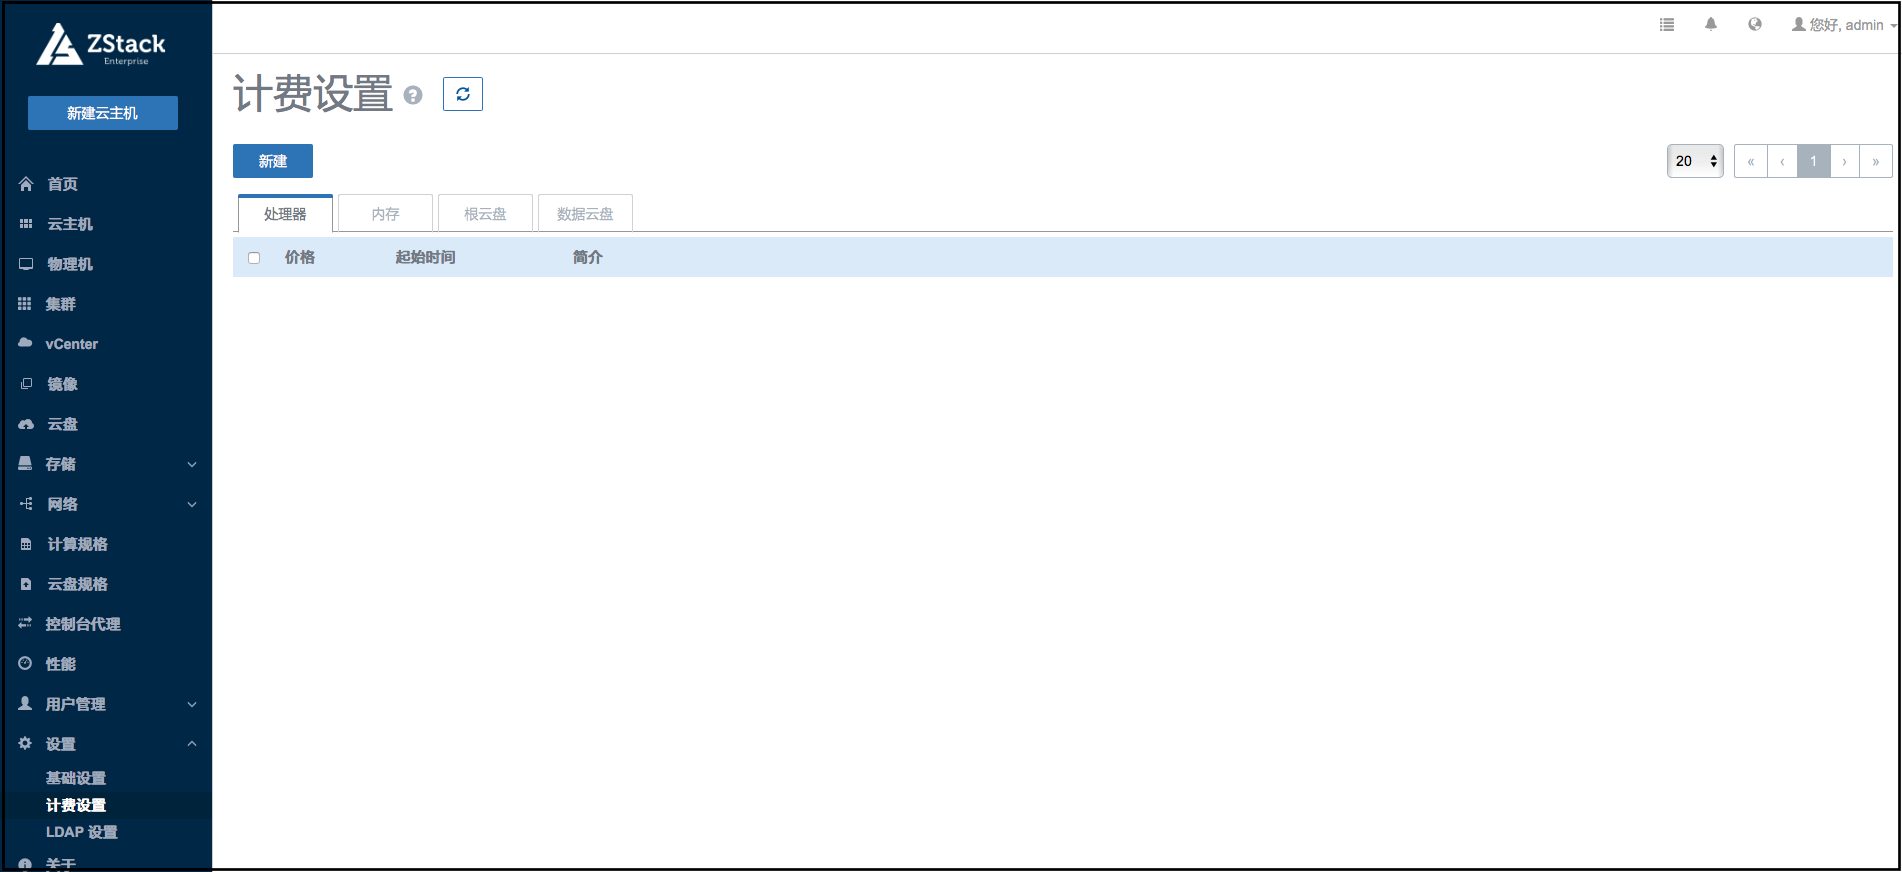 ZStack
Enterprise
新建云主机
首页
云主机
物理机
集群
vCenter
镜像
云盘
存储
网络
计算规格
云盘规格
控制台代理
性能
用户管理
设置
基础设置
计费设置
LDAP 设置
关于
您好, admin
计费设置 ?
新建
20 « ‹ 1 › »
处理器 内存 根云盘 数据云盘
价格 起始时间 简介